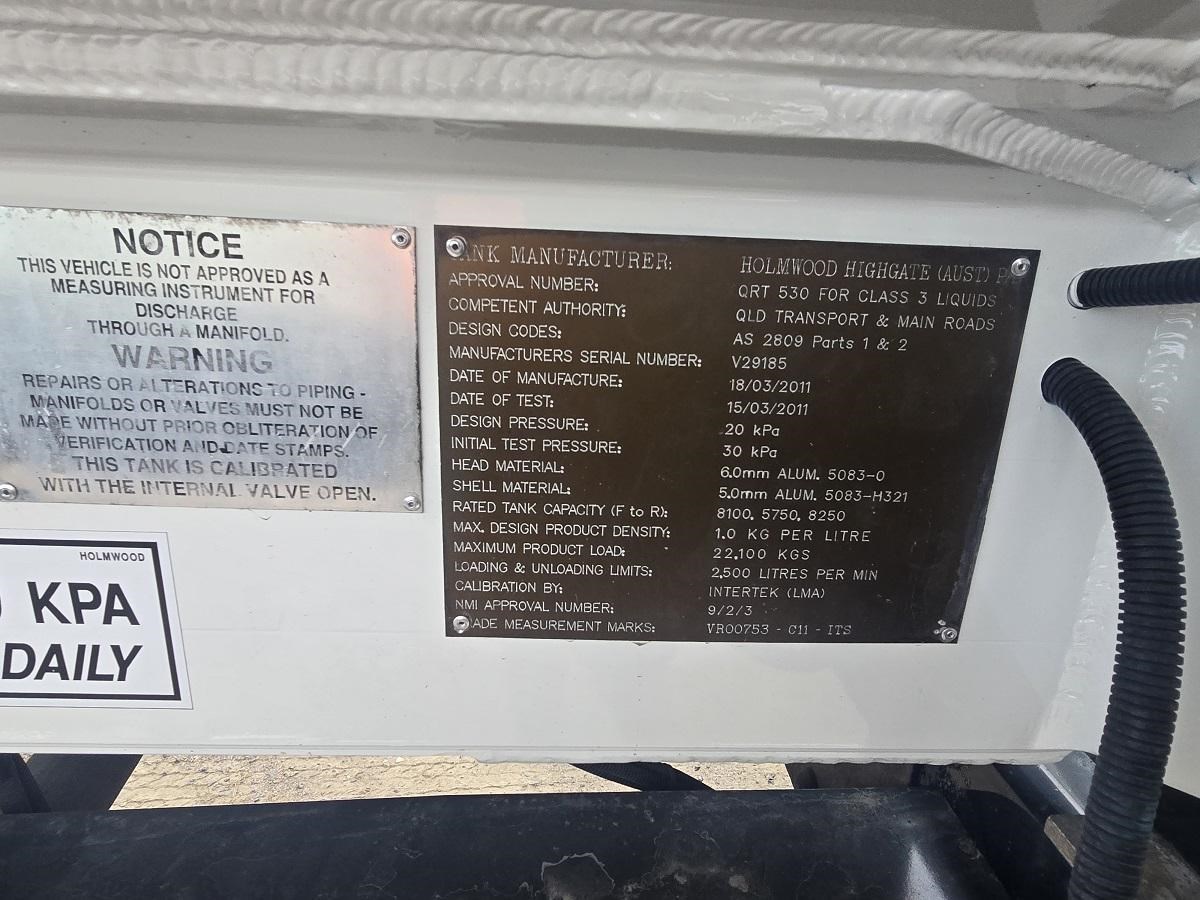 NOTICE
THIS VEHICLE IS NOT APPROVED AS A
MEASURING INSTRUMENT FOR
DISCHARGE
THROUGH A MANIFOLD.
WARNING
REPAIRS OR ALTERATIONS TO PIPING -
MANIFOLDS OR VALVES MUST NOT BE
MADE WITHOUT PRIOR OBLITERATION OF
VERIFICATION AND DATE STAMPS.
THIS TANK IS CALIBRATED
WITH THE INTERNAL VALVE OPEN.
HOLMWOOD
KPA
DAILY
TANK MANUFACTURER: HOLMWOOD HIGHGATE (AUST)
APPROVAL NUMBER: QRT 530 FOR CLASS 3 LIQUIDS
COMPETENT AUTHORITY: QLD TRANSPORT & MAIN ROADS
DESIGN CODES: AS 2809 Parts 1 & 2
MANUFACTURERS SERIAL NUMBER: V29185
DATE OF MANUFACTURE: 18/03/2011
DATE OF TEST: 15/03/2011
DESIGN PRESSURE: 20 kPa
INITIAL TEST PRESSURE: 30 kPa
HEAD MATERIAL: 6.0mm ALUM. 5083-0
SHELL MATERIAL: 5.0mm ALUM. 5083-H321
RATED TANK CAPACITY (F to R): 8100, 5750, 8250
MAX. DESIGN PRODUCT DENSITY: 1.0 KG PER LITRE
MAXIMUM PRODUCT LOAD: 22,100 KGS
LOADING & UNLOADING LIMITS: 2,500 LITRES PER MIN
CALIBRATION BY: INTERTEK (LMA)
NMI APPROVAL NUMBER: 9/2/3
TRADE MEASUREMENT MARKS: VR00753 - C11 - ITS